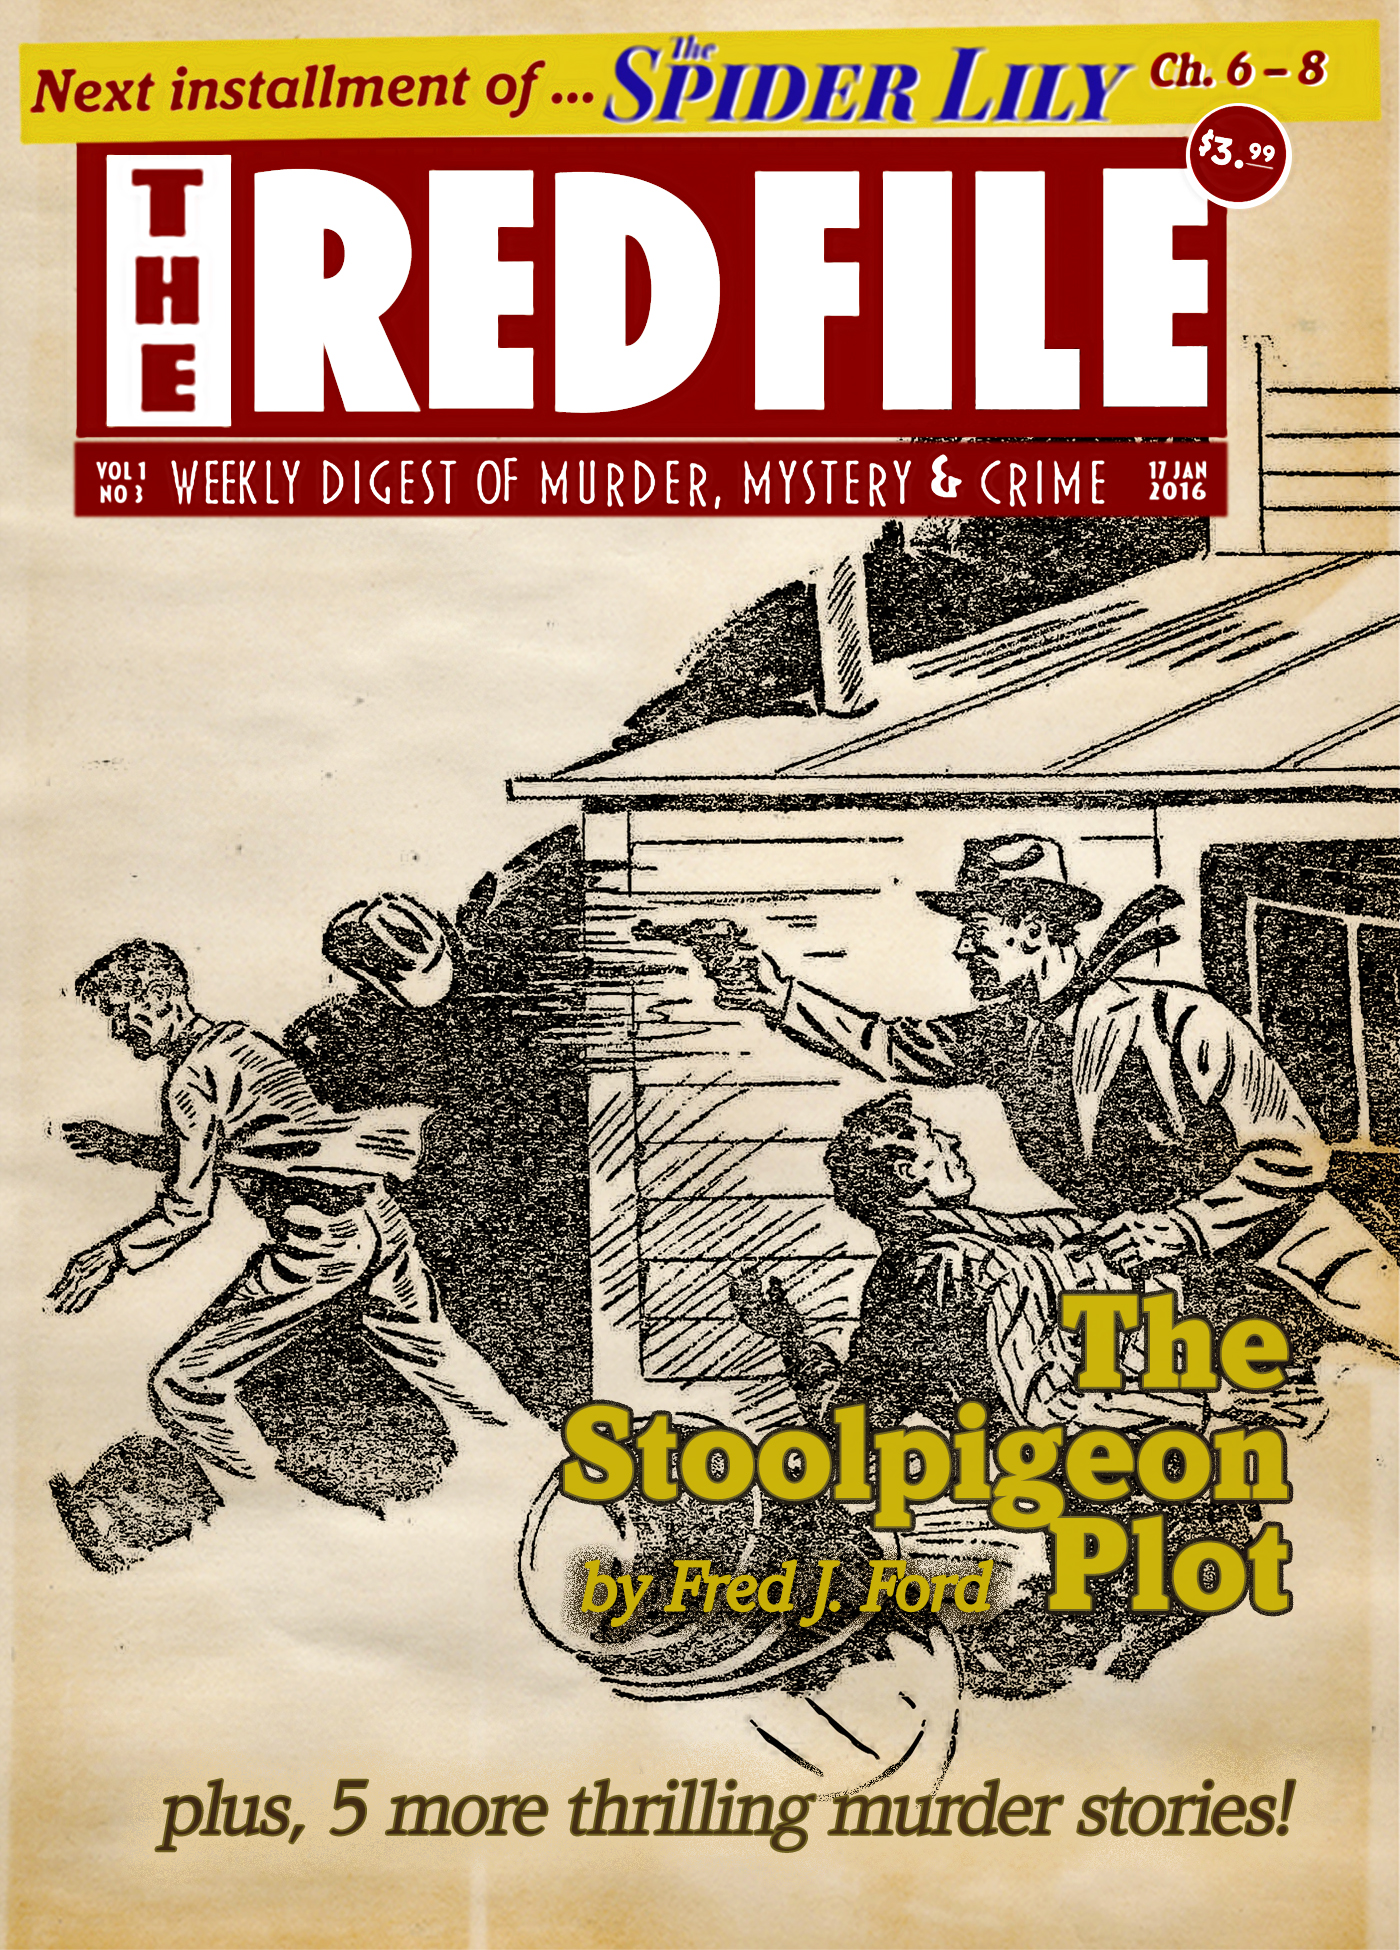 Next installment of ... The SPIDER LILY Ch. 6 – 8
$3.99
THE RED FILE
VOL 1 NO 3
WEEKLY DIGEST OF MURDER, MYSTERY & CRIME
17 JAN 2016
The
Stoolpigeon
Plot
by Fred J. Ford
plus, 5 more thrilling murder stories!